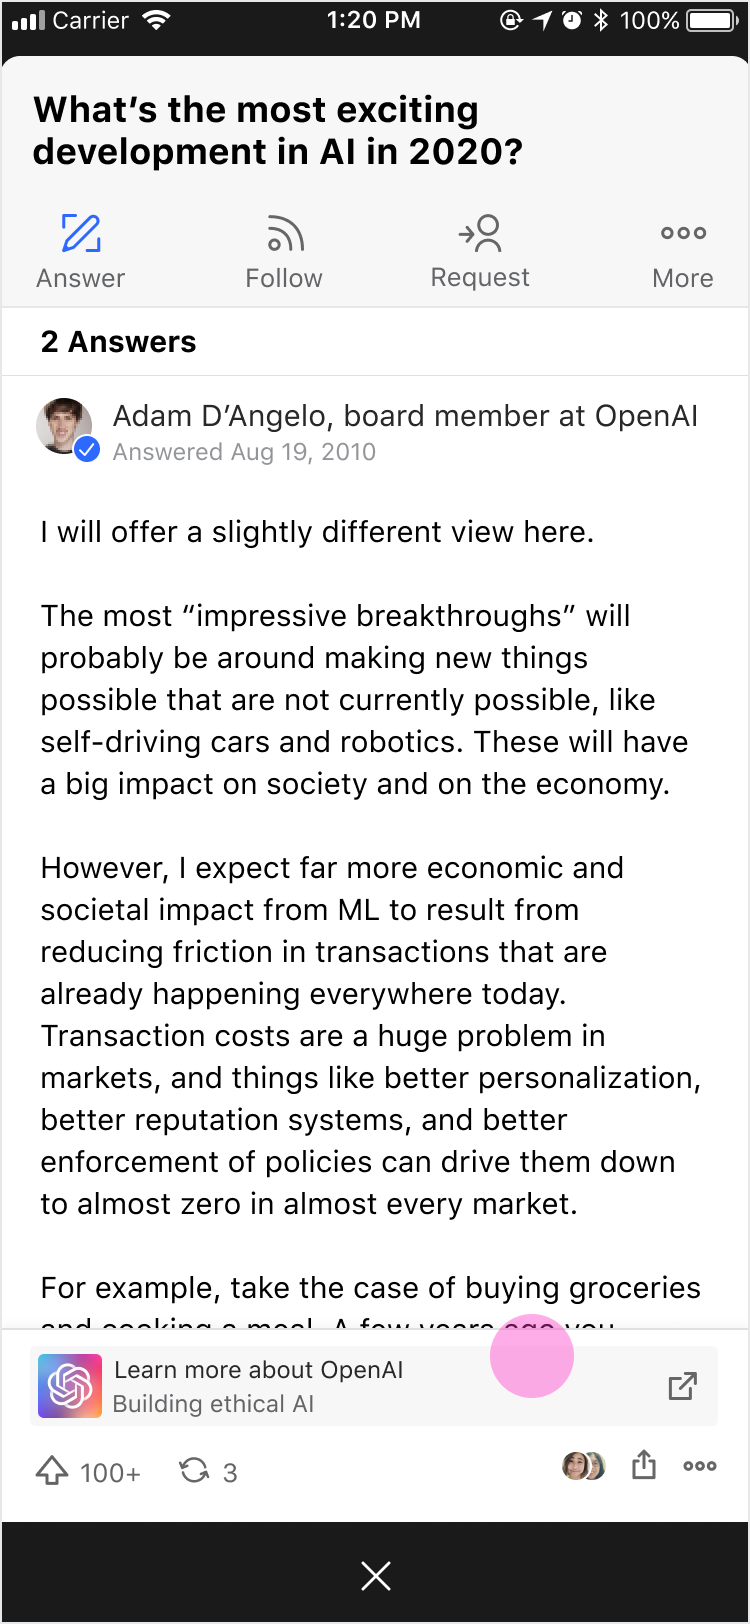 Carrier 1:20 PM 100%
What’s the most exciting
development in AI in 2020?
Answer Follow Request More
2 Answers
Adam D’Angelo, board member at OpenAI
Answered Aug 19, 2010
I will offer a slightly different view here.
The most “impressive breakthroughs” will
probably be around making new things
possible that are not currently possible, like
self-driving cars and robotics. These will have
a big impact on society and on the economy.
However, I expect far more economic and
societal impact from ML to result from
reducing friction in transactions that are
already happening everywhere today.
Transaction costs are a huge problem in
markets, and things like better personalization,
better reputation systems, and better
enforcement of policies can drive them down
to almost zero in almost every market.
For example, take the case of buying groceries
and cooking a meal. A few years ago you
Learn more about OpenAI
Building ethical AI
100+ 3